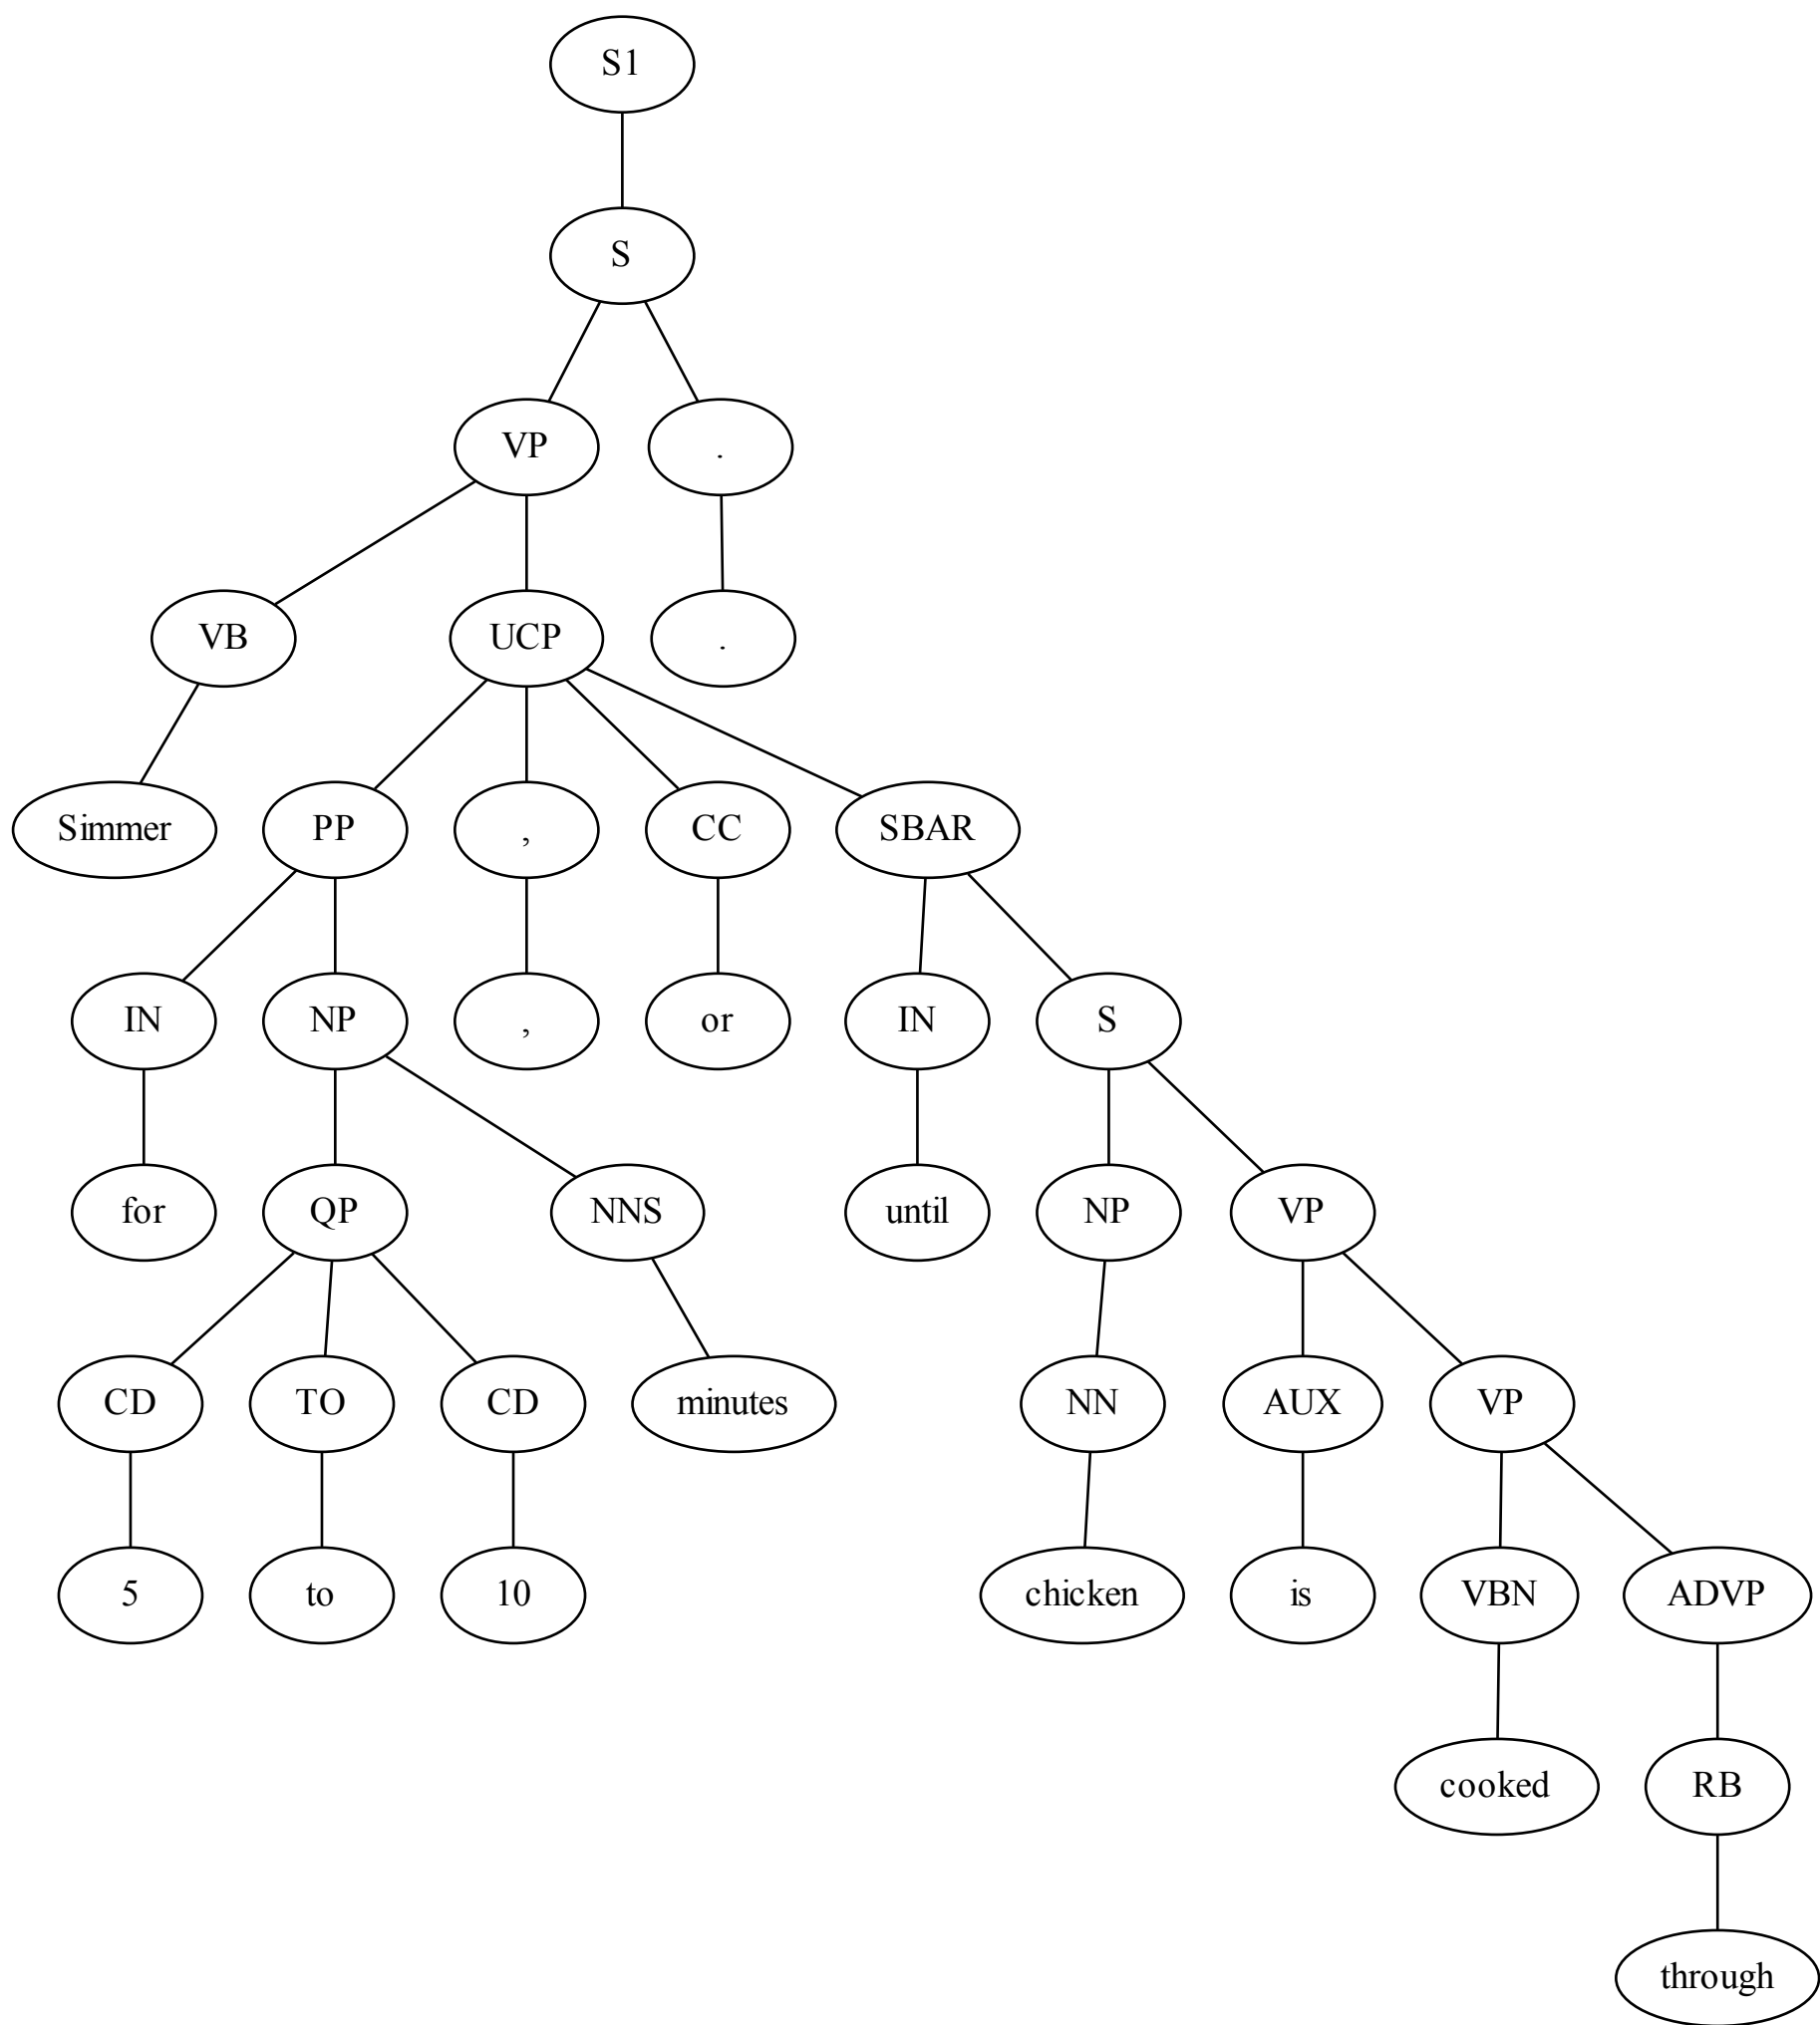 S1
S
VP .
VB UCP .
Simmer PP , CC SBAR
IN NP , or IN S
for QP NNS until NP VP
CD TO CD minutes NN AUX VP
5 to 10 chicken is VBN ADVP
cooked RB
through